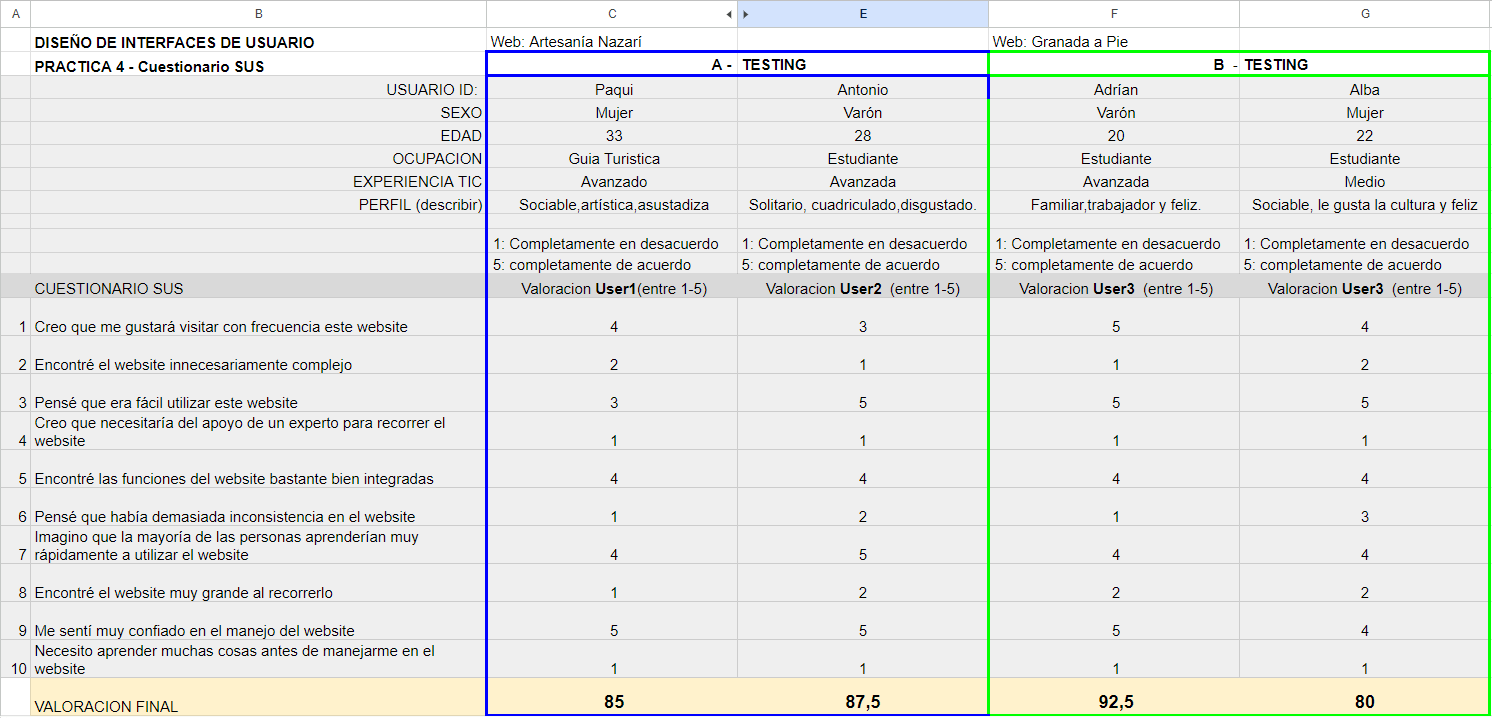 A B C E F G
DISEÑO DE INTERFACES DE USUARIO Web: Artesanía Nazarí Web: Granada a Pie
PRACTICA 4 - Cuestionario SUS A - TESTING B - TESTING
USUARIO ID: Paqui Antonio Adrían Alba
SEXO Mujer Varón Varón Mujer
EDAD 33 28 20 22
OCUPACION Guia Turistica Estudiante Estudiante Estudiante
EXPERIENCIA TIC Avanzado Avanzada Avanzada Medio
PERFIL (describir) Sociable,artística,asustadiza Solitario, cuadriculado,disgustado. Familiar,trabajador y feliz. Sociable, le gusta la cultura y feliz
1: Completamente en desacuerdo 1: Completamente en desacuerdo 1: Completamente en desacuerdo 1: Completamente en desacuerdo
5: completamente de acuerdo 5: completamente de acuerdo 5: completamente de acuerdo 5: completamente de acuerdo
CUESTIONARIO SUS Valoracion User1(entre 1-5) Valoracion User2 (entre 1-5) Valoracion User3 (entre 1-5) Valoracion User3 (entre 1-5)
1 Creo que me gustará visitar con frecuencia este website 4 3 5 4
2 Encontré el website innecesariamente complejo 2 1 1 2
3 Pensé que era fácil utilizar este website 3 5 5 5
Creo que necesitaría del apoyo de un experto para recorrer el
4 website 1 1 1 1
5 Encontré las funciones del website bastante bien integradas 4 4 4 4
6 Pensé que había demasiada inconsistencia en el website 1 2 1 3
Imagino que la mayoría de las personas aprenderían muy
7 rápidamente a utilizar el website 4 5 4 4
8 Encontré el website muy grande al recorrerlo 1 2 2 2
9 Me sentí muy confiado en el manejo del website 5 5 5 4
Necesito aprender muchas cosas antes de manejarme en el
10 website 1 1 1 1
VALORACION FINAL 85 87,5 92,5 80